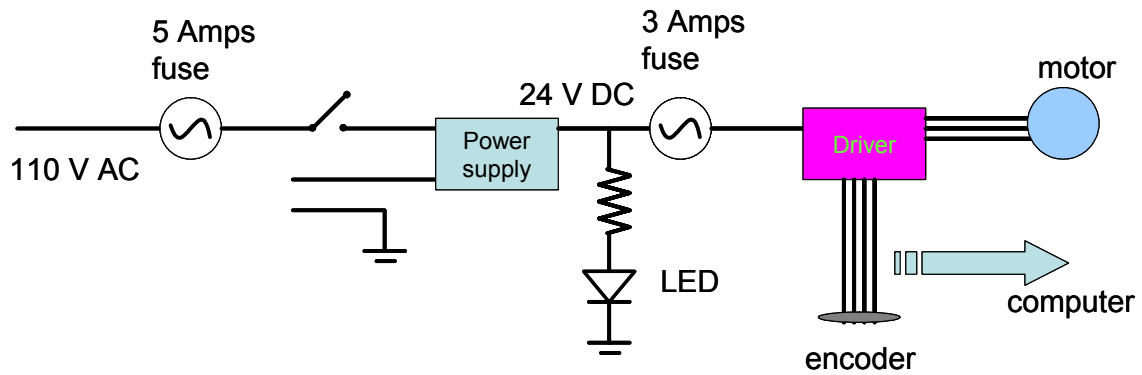 5 Amps
fuse
3 Amps
fuse
motor
24 V DC
110 V AC
Power
supply
Driver
LED
computer
encoder